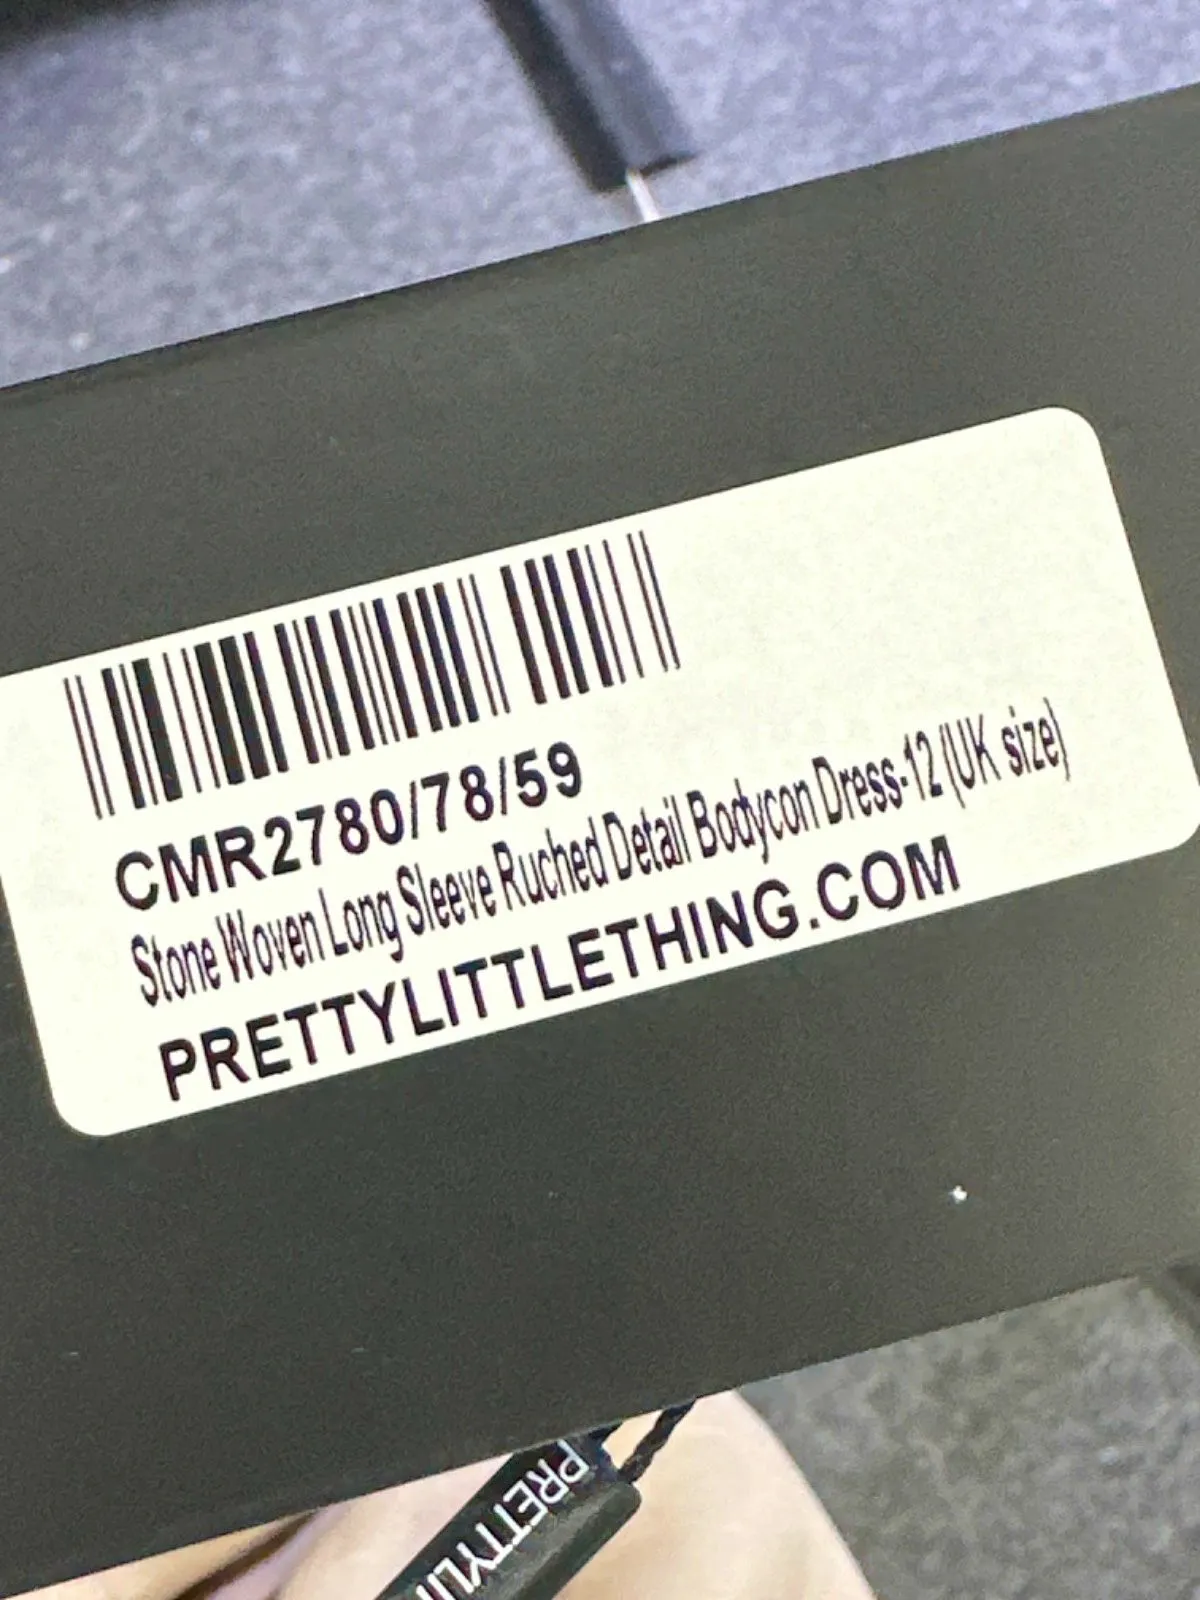 CMR2780/78/59
Stone Woven Long Sleeve Ruched Detail Bodycon Dress-12 (UK size)
PRETTYLITTLETHING.COM
PRETTYLI